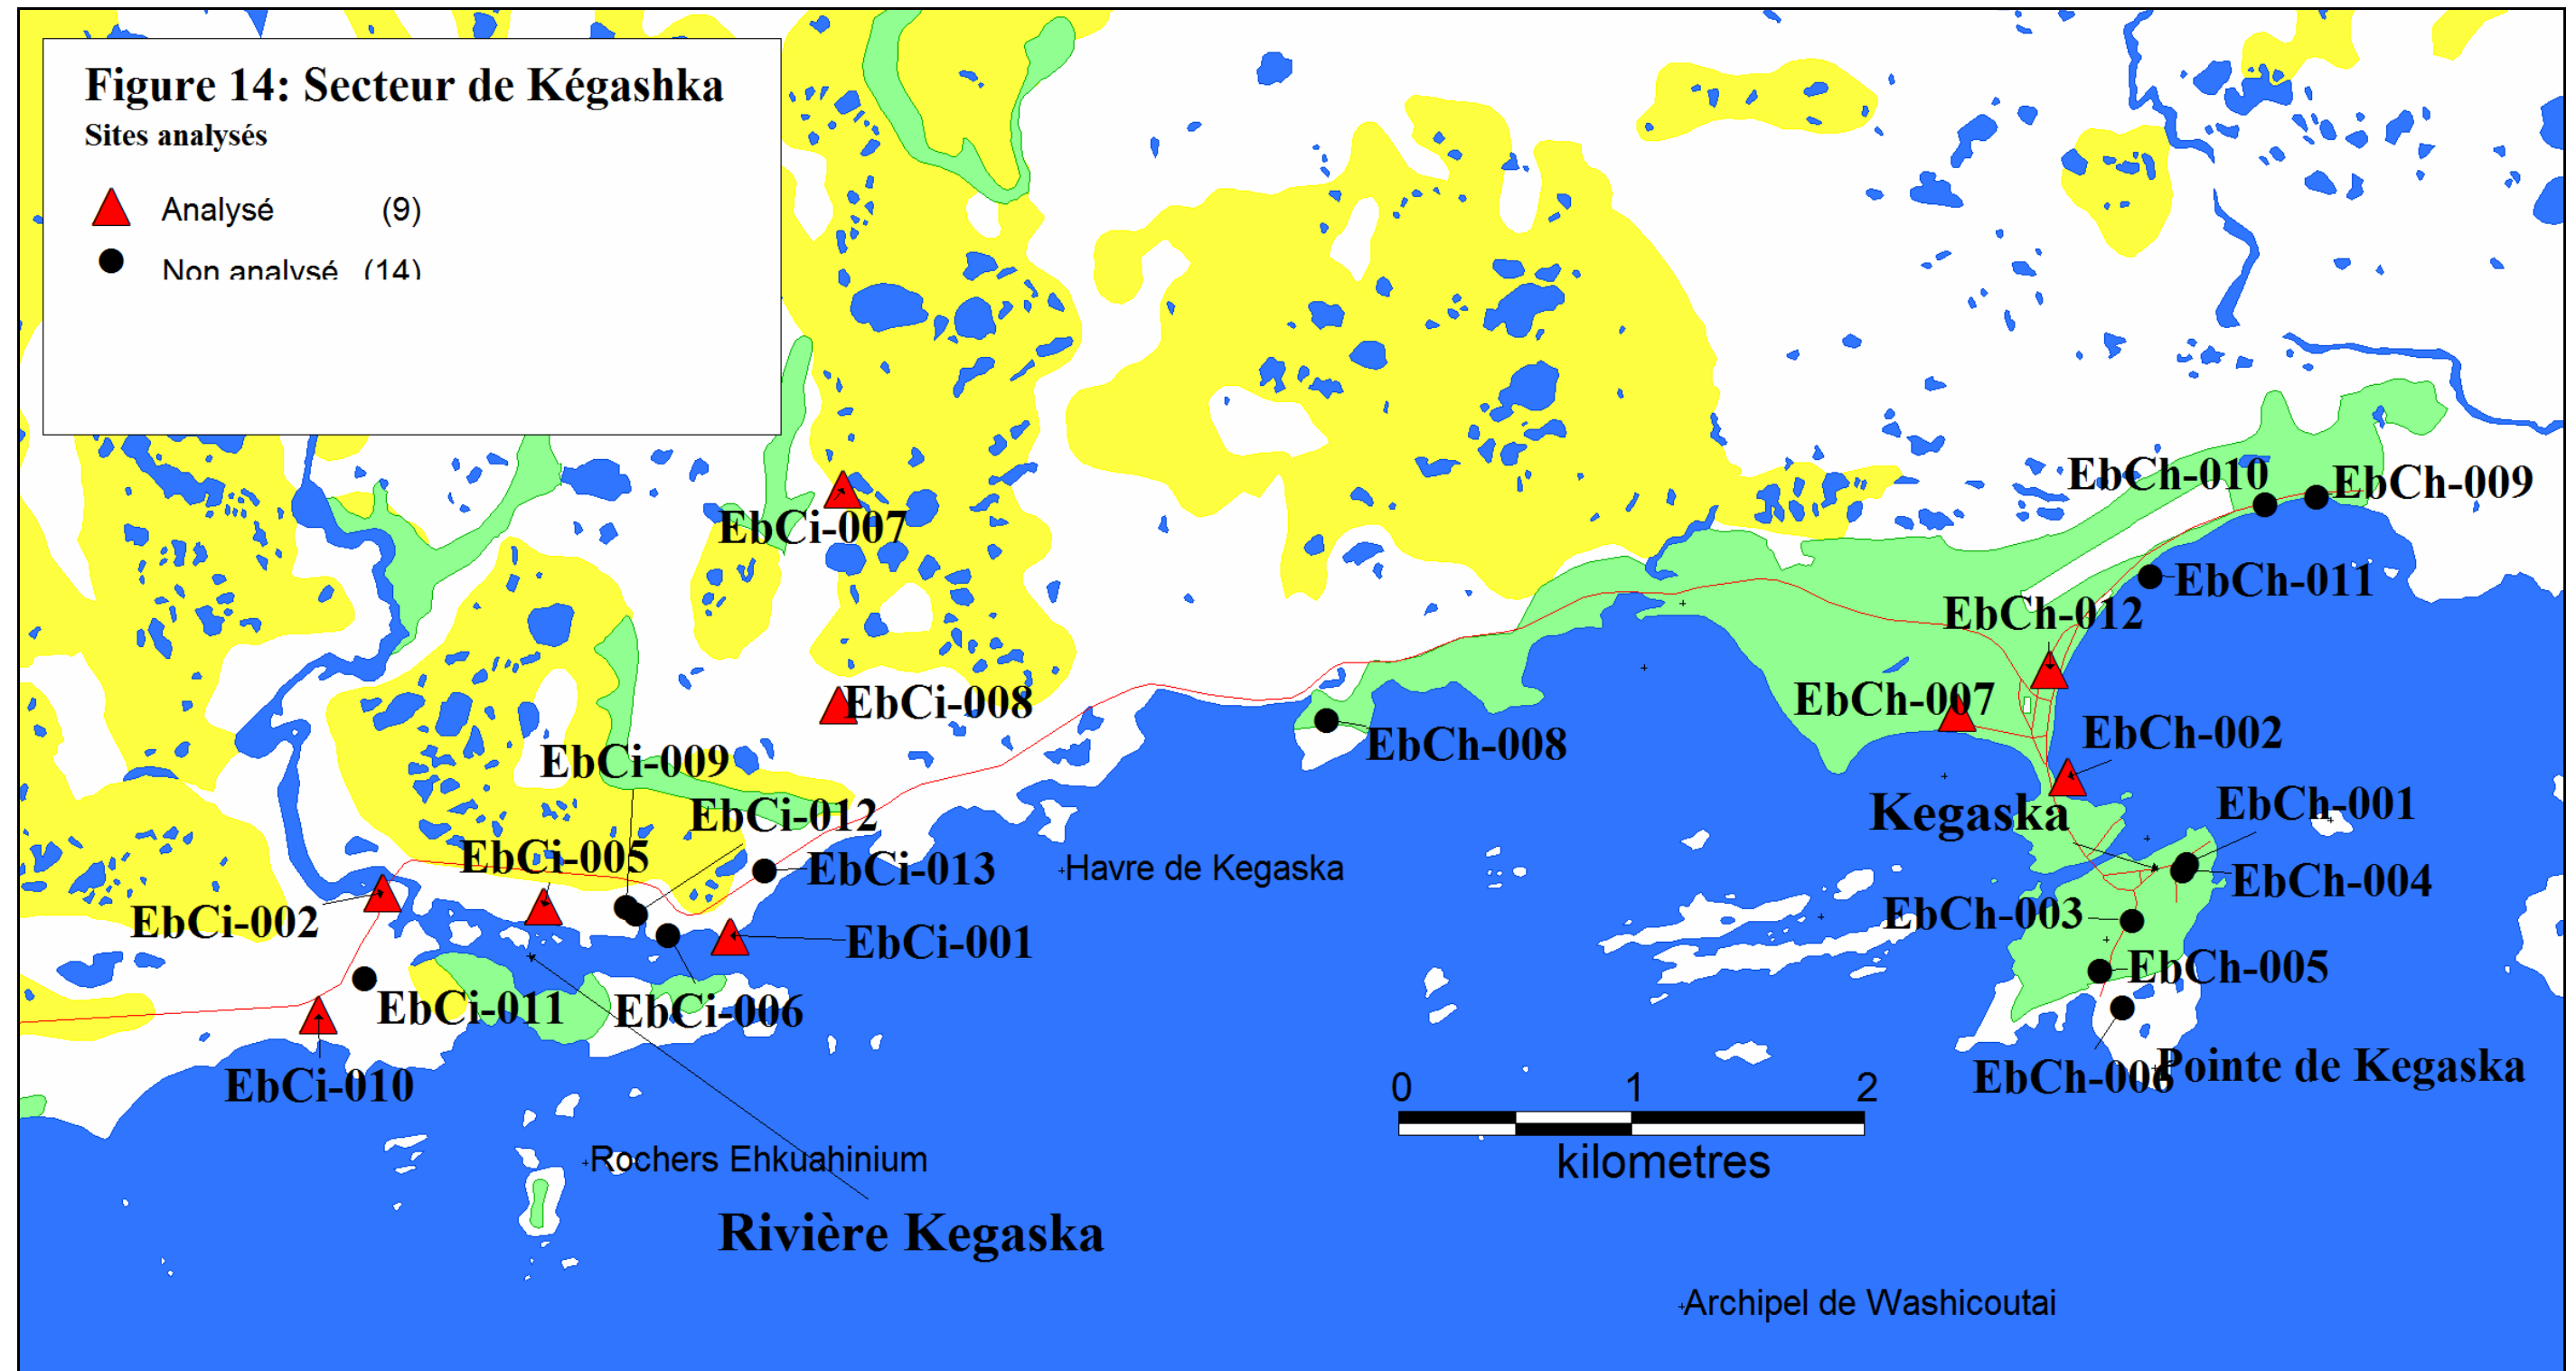 Figure 14: Secteur de Kégashka
Sites analysés
Analysé (9)
Non analysé (14)
EbCh-010
EbCh-009
EbCi-007
EbCh-011
EbCh-012
EbCi-008
EbCh-007
EbCh-002
EbCh-008
EbCi-009
EbCh-001
EbCi-012
Kegaska
EbCi-005
EbCi-013
Havre de Kegaska
EbCh-004
EbCi-002
EbCh-003
EbCi-001
EbCh-005
EbCi-011
EbCi-006
Pointe de Kegaska
EbCh-006
EbCi-010
0 1 2
kilometres
Rochers Ehkuahinium
Rivière Kegaska
Archipel de Washicoutai